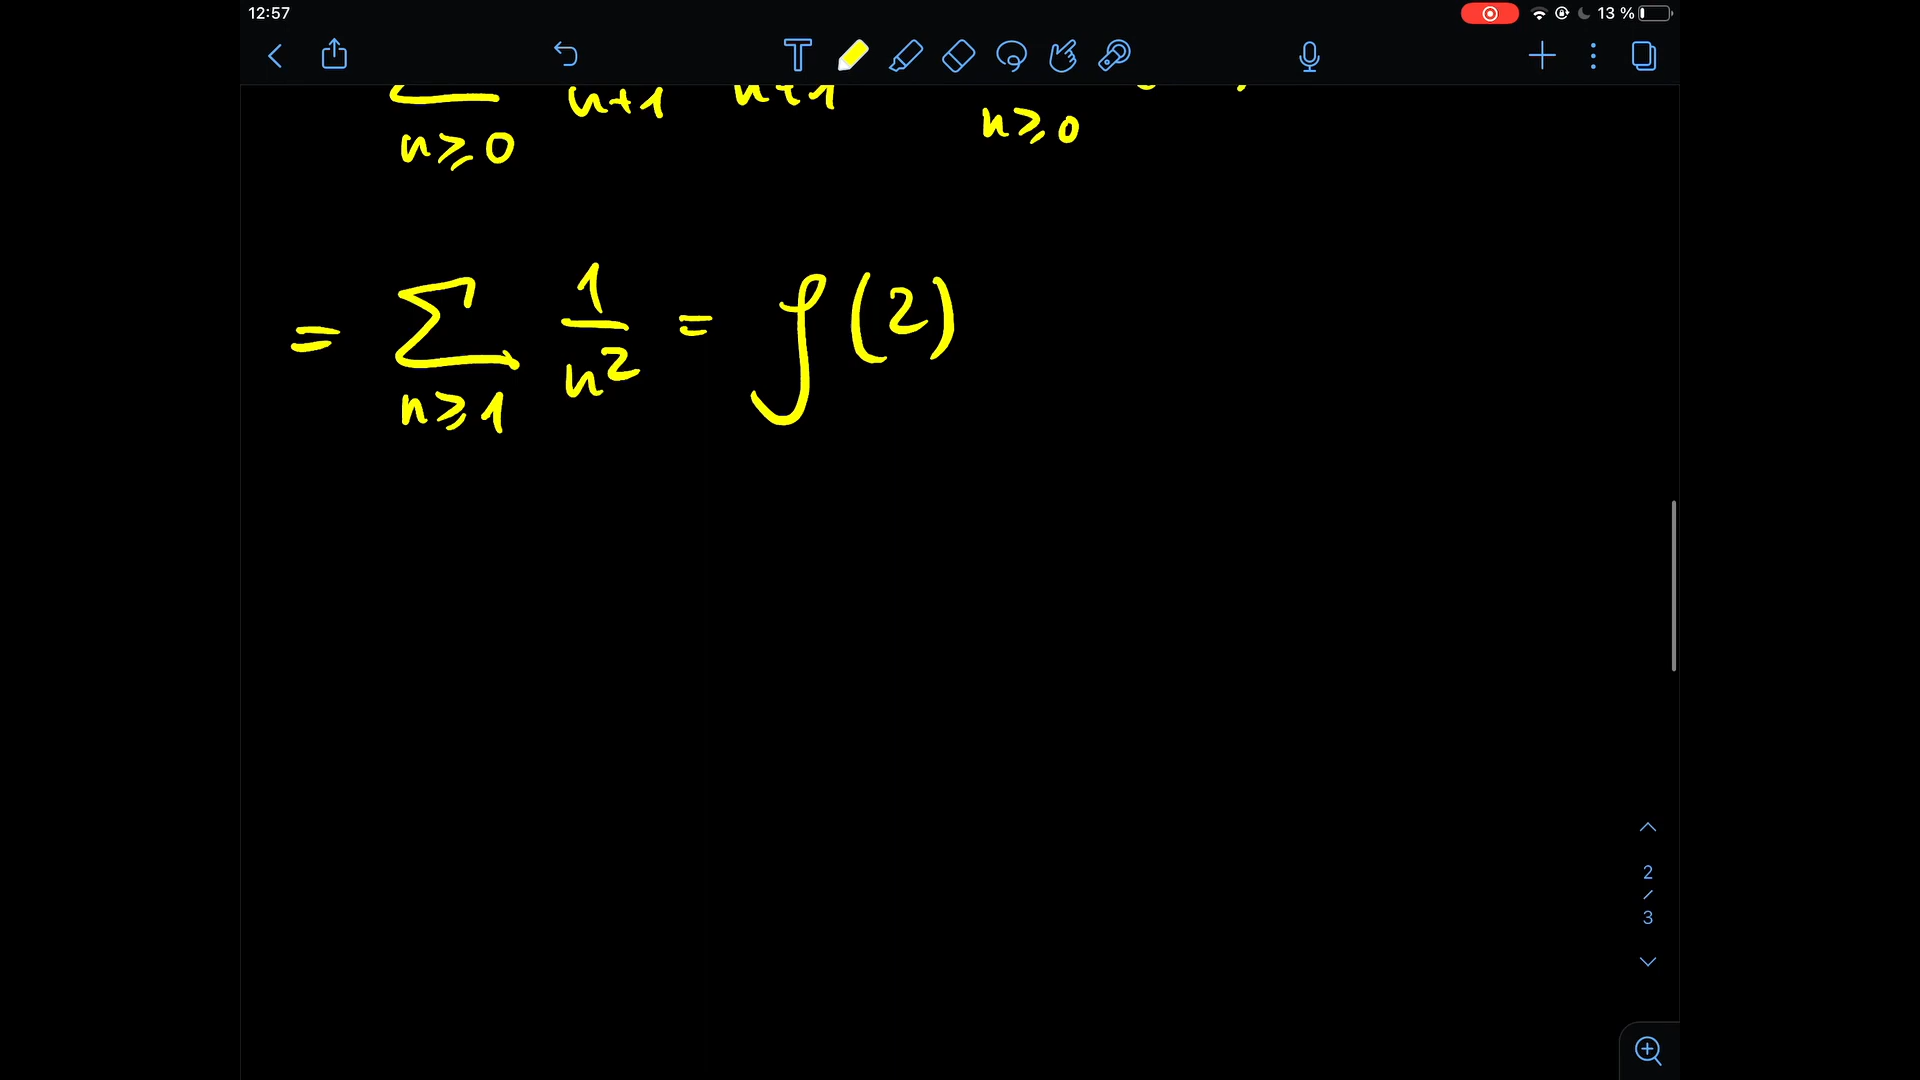 12:57 13 %
n+1 n+1
n≥0 n≥0
= ∑ 1/n² = ζ(2)
n≥1
2
/
3